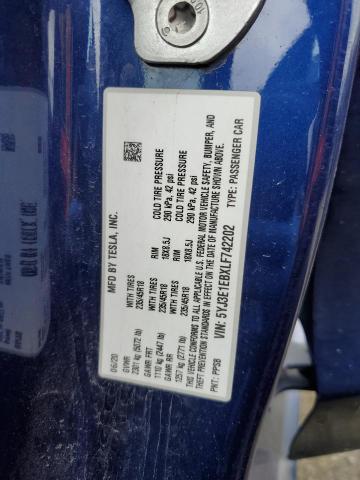 MFD BY TESLA, INC.
06/20
GVWR
2301 kg (5072 lb)
GAWR FRT
1110 kg (2447 lb)
WITH TIRES
235/45R18
RIM
18X8.5J
COLD TIRE PRESSURE
290 kPa, 42 psi
GAWR RR
1257 kg (2771 lb)
WITH TIRES
235/45R18
RIM
18X8.5J
COLD TIRE PRESSURE
290 kPa, 42 psi
THIS VEHICLE CONFORMS TO ALL APPLICABLE U.S. FEDERAL MOTOR VEHICLE SAFETY, BUMPER, AND
THEFT PREVENTION STANDARDS IN EFFECT ON THE DATE OF MANUFACTURE SHOWN ABOVE.
PNT: PPSB
VIN: 5YJ3E1EBXLF742202
TYPE: PASSENGER CAR